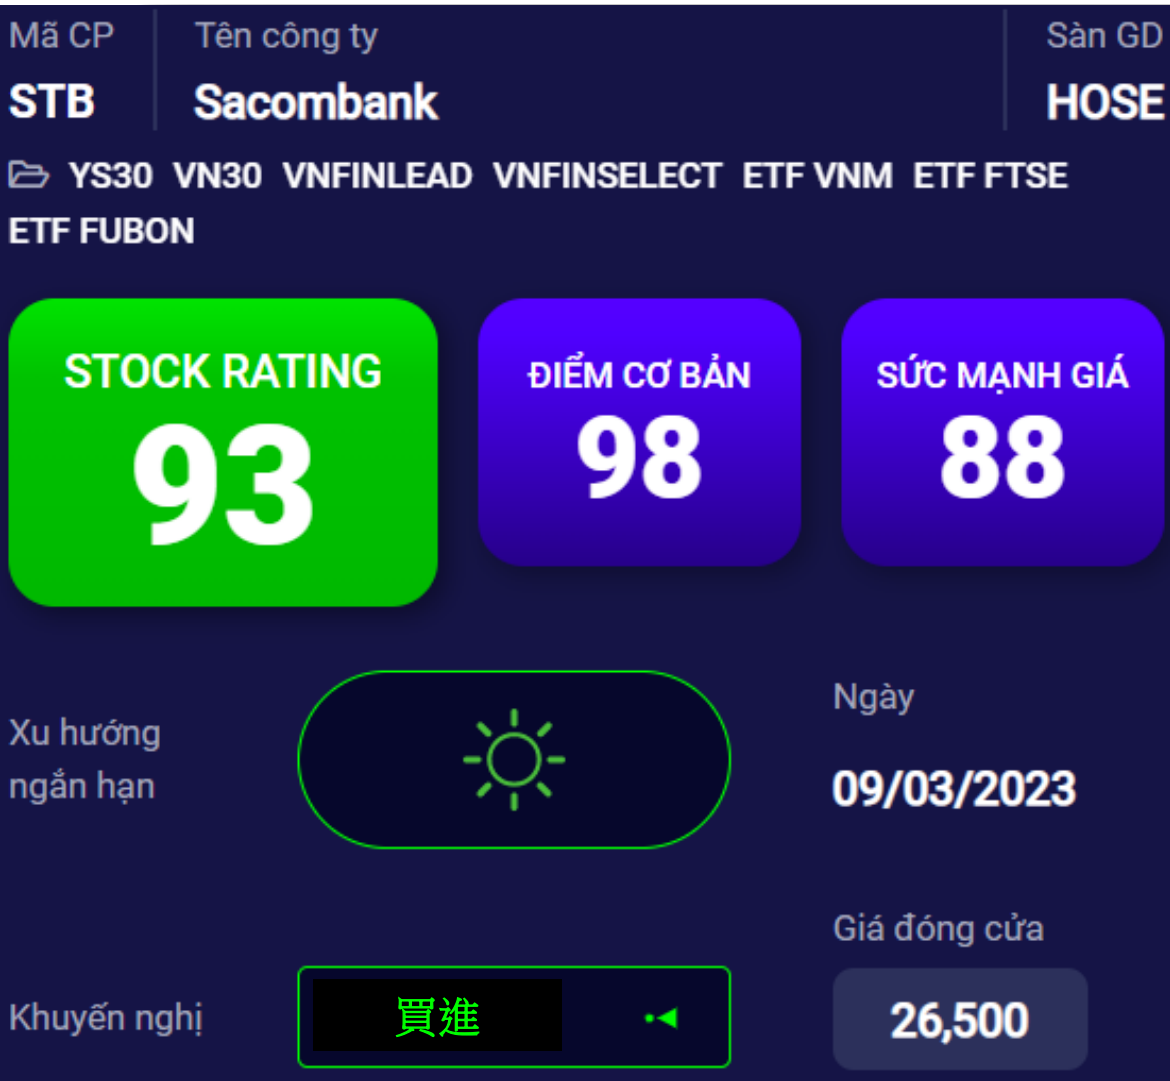 Mã CP Tên công ty Sàn GD
STB Sacombank HOSE
YS30 VN30 VNFINLEAD VNFINSELECT ETF VNM ETF FTSE
ETF FUBON
STOCK RATING
93
ĐIỂM CƠ BẢN
98
SỨC MẠNH GIÁ
88
Xu hướng
ngắn hạn
Ngày
09/03/2023
Khuyến nghị
買進
Giá đóng cửa
26,500